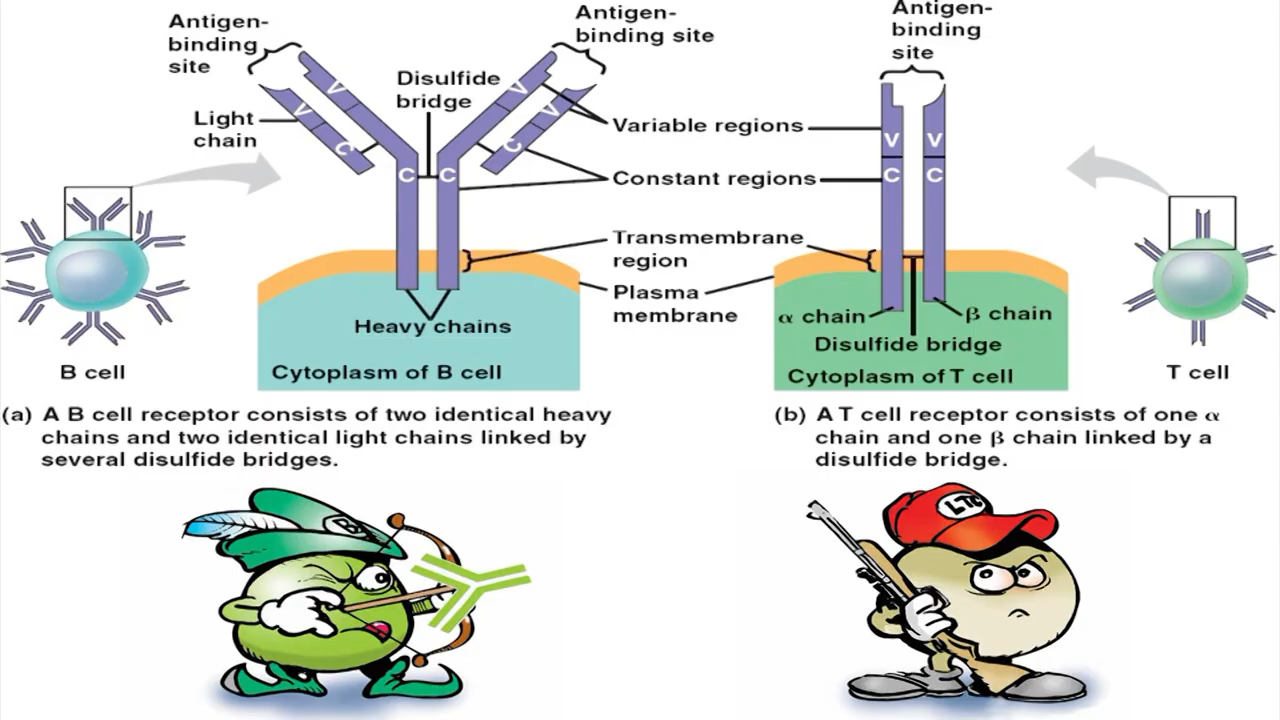 Antigen-
binding
site
Antigen-
binding site
Antigen-
binding
site
Disulfide
bridge
Light
chain
V
V
C
V
V
C
C
C
V
V
C
C
Variable regions
Constant regions
Transmembrane
region
Plasma
membrane
Heavy chains
α chain
β chain
Disulfide bridge
Cytoplasm of B cell
Cytoplasm of T cell
B cell
T cell
(a) A B cell receptor consists of two identical heavy
chains and two identical light chains linked by
several disulfide bridges.
(b) A T cell receptor consists of one α
chain and one β chain linked by a
disulfide bridge.
LTC